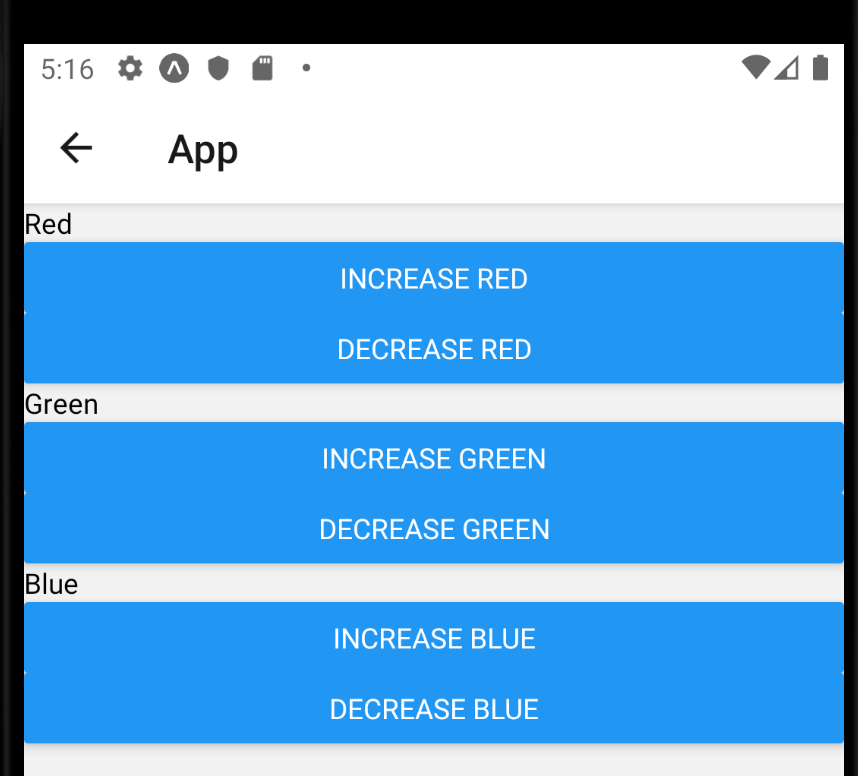 5:16
App
Red
INCREASE RED
DECREASE RED
Green
INCREASE GREEN
DECREASE GREEN
Blue
INCREASE BLUE
DECREASE BLUE